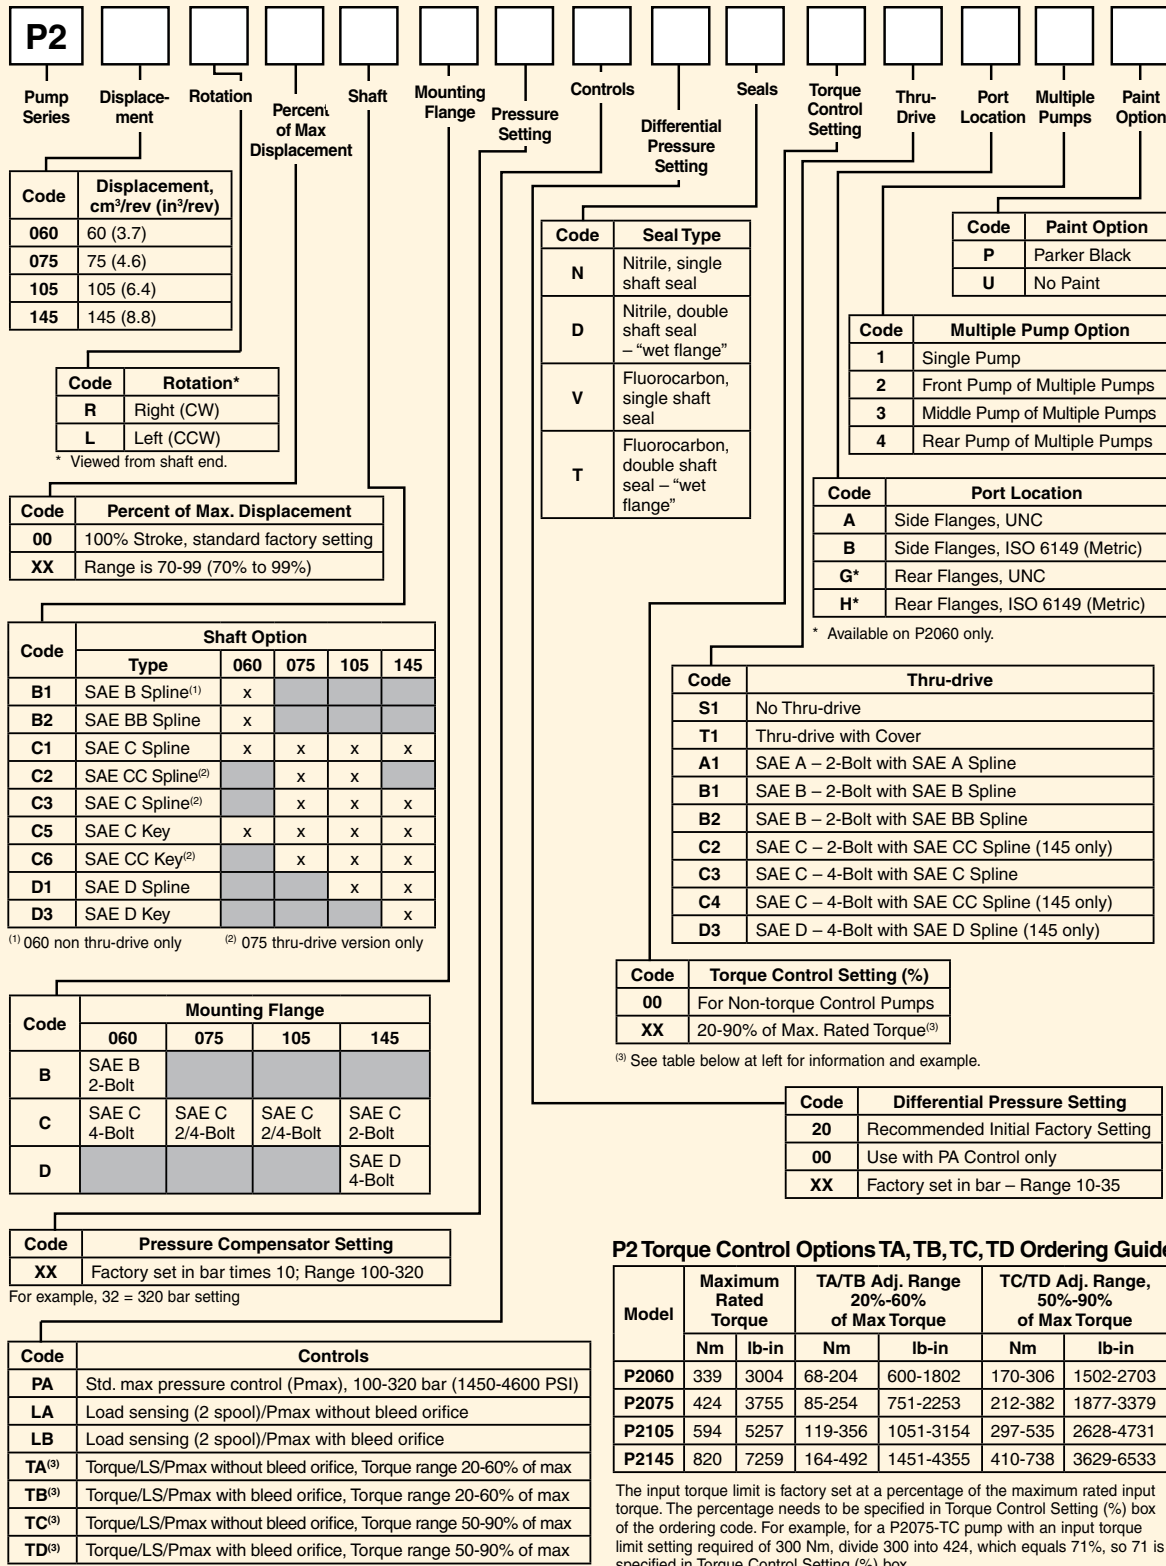 P2
Pump Series
Displace-
ment
Rotation
Percent
of Max
Displacement
Shaft
Mounting
Flange
Pressure
Setting
Controls
Differential
Pressure
Setting
Seals
Torque
Control
Setting
Thru-
Drive
Port
Location
Multiple
Pumps
Paint
Option
Code Displacement,
cm³/rev (in³/rev)
060 60 (3.7)
075 75 (4.6)
105 105 (6.4)
145 145 (8.8)
Code Rotation*
R Right (CW)
L Left (CCW)
* Viewed from shaft end.
Code Percent of Max. Displacement
00 100% Stroke, standard factory setting
XX Range is 70-99 (70% to 99%)
Code Shaft Option
Type 060 075 105 145
B1 SAE B Spline(1) x
B2 SAE BB Spline x
C1 SAE C Spline x x x x
C2 SAE CC Spline(2) x x
C3 SAE C Spline(2) x x x
C5 SAE C Key x x x x
C6 SAE CC Key(2) x x x
D1 SAE D Spline x x
D3 SAE D Key x
(1) 060 non thru-drive only (2) 075 thru-drive version only
Code Mounting Flange
060 075 105 145
B SAE B
2-Bolt
C SAE C SAE C SAE C SAE C
4-Bolt 2/4-Bolt 2/4-Bolt 2-Bolt
D SAE D
4-Bolt
Code Pressure Compensator Setting
XX Factory set in bar times 10; Range 100-320
For example, 32 = 320 bar setting
Code Controls
PA Std. max pressure control (Pmax), 100-320 bar (1450-4600 PSI)
LA Load sensing (2 spool)/Pmax without bleed orifice
LB Load sensing (2 spool)/Pmax with bleed orifice
TA(3) Torque/LS/Pmax without bleed orifice, Torque range 20-60% of max
TB(3) Torque/LS/Pmax with bleed orifice, Torque range 20-60% of max
TC(3) Torque/LS/Pmax without bleed orifice, Torque range 50-90% of max
TD(3) Torque/LS/Pmax with bleed orifice, Torque range 50-90% of max
Code Seal Type
N Nitrile, single
shaft seal
D Nitrile, double
shaft seal
– “wet flange”
V Fluorocarbon,
single shaft
seal
T Fluorocarbon,
double shaft
seal – “wet
flange”
Code Paint Option
P Parker Black
U No Paint
Code Multiple Pump Option
1 Single Pump
2 Front Pump of Multiple Pumps
3 Middle Pump of Multiple Pumps
4 Rear Pump of Multiple Pumps
Code Port Location
A Side Flanges, UNC
B Side Flanges, ISO 6149 (Metric)
G* Rear Flanges, UNC
H* Rear Flanges, ISO 6149 (Metric)
* Available on P2060 only.
Code Thru-drive
S1 No Thru-drive
T1 Thru-drive with Cover
A1 SAE A – 2-Bolt with SAE A Spline
B1 SAE B – 2-Bolt with SAE B Spline
B2 SAE B – 2-Bolt with SAE BB Spline
C2 SAE C – 2-Bolt with SAE CC Spline (145 only)
C3 SAE C – 4-Bolt with SAE C Spline
C4 SAE C – 4-Bolt with SAE CC Spline (145 only)
D3 SAE D – 4-Bolt with SAE D Spline (145 only)
Code Torque Control Setting (%)
00 For Non-torque Control Pumps
XX 20-90% of Max. Rated Torque(3)
(3) See table below at left for information and example.
Code Differential Pressure Setting
20 Recommended Initial Factory Setting
00 Use with PA Control only
XX Factory set in bar – Range 10-35
P2 Torque Control Options TA, TB, TC, TD Ordering Guide
Model Maximum
Rated
Torque TA/TB Adj. Range
20%-60%
of Max Torque TC/TD Adj. Range,
50%-90%
of Max Torque
Nm lb-in Nm lb-in Nm lb-in
P2060 339 3004 68-204 600-1802 170-306 1502-2703
P2075 424 3755 85-254 751-2253 212-382 1877-3379
P2105 594 5257 119-356 1051-3154 297-535 2628-4731
P2145 820 7259 164-492 1451-4355 410-738 3629-6533
The input torque limit is factory set at a percentage of the maximum rated input
torque. The percentage needs to be specified in Torque Control Setting (%) box
of the ordering code. For example, for a P2075-TC pump with an input torque
limit setting required of 300 Nm, divide 300 into 424, which equals 71%, so 71 is
specified in Torque Control Setting (%) box.